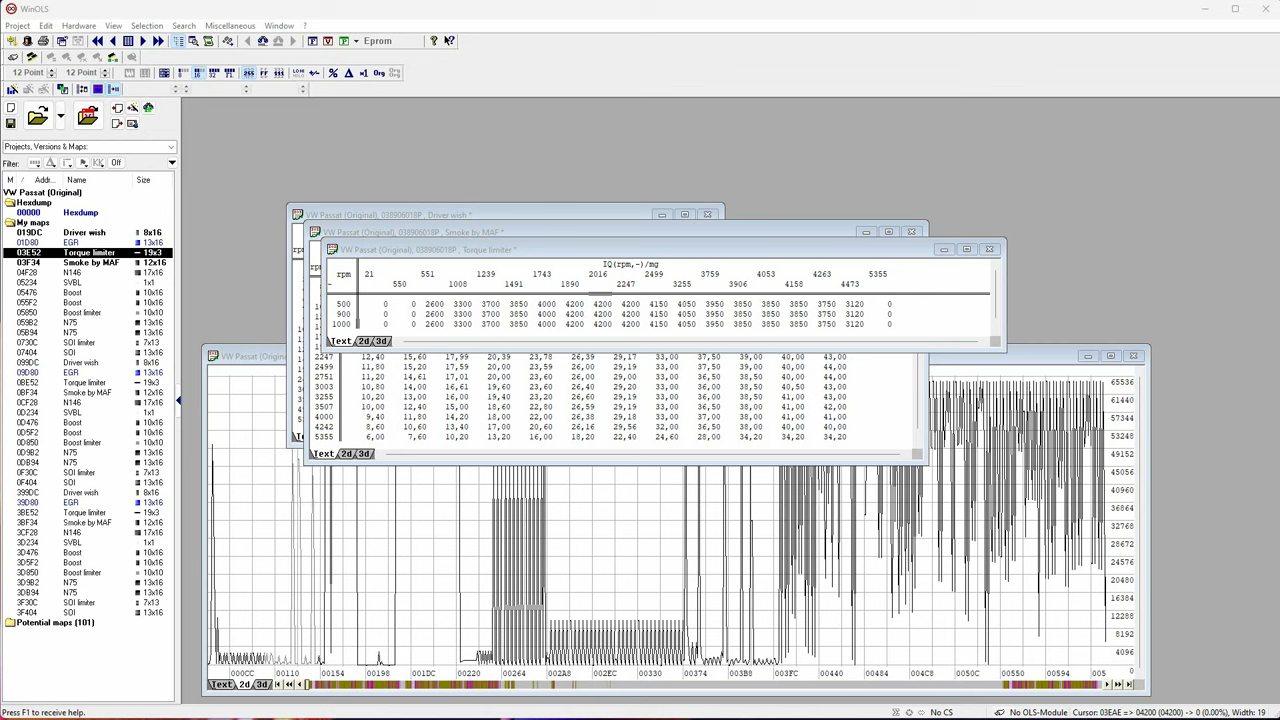 WinOLS
Project Edit Hardware View Selection Search Miscellaneous Window ?
Eprom
12 Point 12 Point
Projects, Versions & Maps:
Filter: Off
M / Addr... Name Size
VW Passat (Original)
Hexdump
00000 Hexdump
My maps
019DC Driver wish 8x16
01D80 EGR 13x16
03E52 Torque limiter 19x3
03F34 Smoke by MAF 12x16
04F28 N146 17x16
05234 SVBL 1x1
05476 Boost 10x16
055F2 Boost 10x16
05850 Boost limiter 10x10
059B2 N75 13x16
05B94 N75 13x16
0730C SOI limiter 7x13
07404 SOI 13x16
099DC Driver wish 8x16
09D80 EGR 13x16
0BE52 Torque limiter 19x3
0BF34 Smoke by MAF 12x16
0CF28 N146 17x16
0D234 SVBL 1x1
0D476 Boost 10x16
0D5F2 Boost 10x16
0D850 Boost limiter 10x10
0D9B2 N75 13x16
0DB94 N75 13x16
0F30C SOI limiter 7x13
0F404 SOI 13x16
399DC Driver wish 8x16
39D80 EGR 13x16
3BE52 Torque limiter 19x3
3BF34 Smoke by MAF 12x16
3CF28 N146 17x16
3D234 SVBL 1x1
3D476 Boost 10x16
3D5F2 Boost 10x16
3D850 Boost limiter 10x10
3D9B2 N75 13x16
3DB94 N75 13x16
3F30C SOI limiter 7x13
3F404 SOI 13x16
Potential maps (101)
VW Passat (Original), 038906018P , Driver wish *
VW Passat (Original), 038906018P , Smoke by MAF *
VW Passat (Original), 038906018P , Torque limiter *
IQ(rpm,-)/mg
rpm 21 551 1239 1743 2016 2499 3759 4053 4263 5355
- 550 1008 1491 1890 2247 3255 3906 4158 4473
500 0 0 2600 3300 3700 3850 4000 4200 4200 4200 4150 4050 3950 3850 3850 3850 3750 3120 0
900 0 0 2600 3300 3700 3850 4000 4200 4200 4200 4150 4050 3950 3850 3850 3850 3750 3120 0
1000 0 0 2600 3300 3700 3850 4000 4200 4200 4200 4150 4050 3950 3850 3850 3850 3750 3120 0
Text 2d 3d
2247 12,40 15,60 17,99 20,39 23,78 26,39 29,17 33,00 37,50 39,00 42,00 44,00
2499 11,80 15,20 17,59 20,39 23,60 26,39 29,19 33,00 37,50 39,00 42,00 44,00
2751 11,20 14,61 17,01 20,00 23,60 26,39 29,17 33,00 37,00 38,50 41,00 43,00
3003 10,80 14,01 16,61 19,60 23,60 26,40 29,20 33,00 36,00 38,50 41,00 43,00
3255 10,20 13,00 16,00 19,44 23,20 26,60 29,20 33,00 36,00 38,00 40,00 42,00
3507 10,00 12,40 15,00 18,60 22,80 26,59 29,19 33,00 36,00 38,00 41,00 42,00
4000 9,40 11,80 14,20 18,00 22,00 26,38 29,18 33,00 37,00 38,00 40,00 41,00
4242 8,60 10,60 13,40 17,00 20,60 26,16 29,56 32,00 36,50 38,00 40,00 41,00
5355 6,00 7,60 10,20 13,20 16,00 18,20 22,40 24,60 28,00 34,20 34,20 34,20
Text 2d 3d
65536
61440
57344
53248
49152
45056
40960
36864
32768
28672
24576
20480
16384
12288
8192
4096
0
000CC 00110 00154 00198 001DC 00220 00264 002A8 002EC 00330 00374 003B8 003FC 00440 00484 004C8 0050C 00550 00594 005
Text 2d 3d
Press F1 to receive help.
No CS No OLS-Module Cursor: 03EAE => 04200 (04200) -> 0 (0.00%), Width: 19